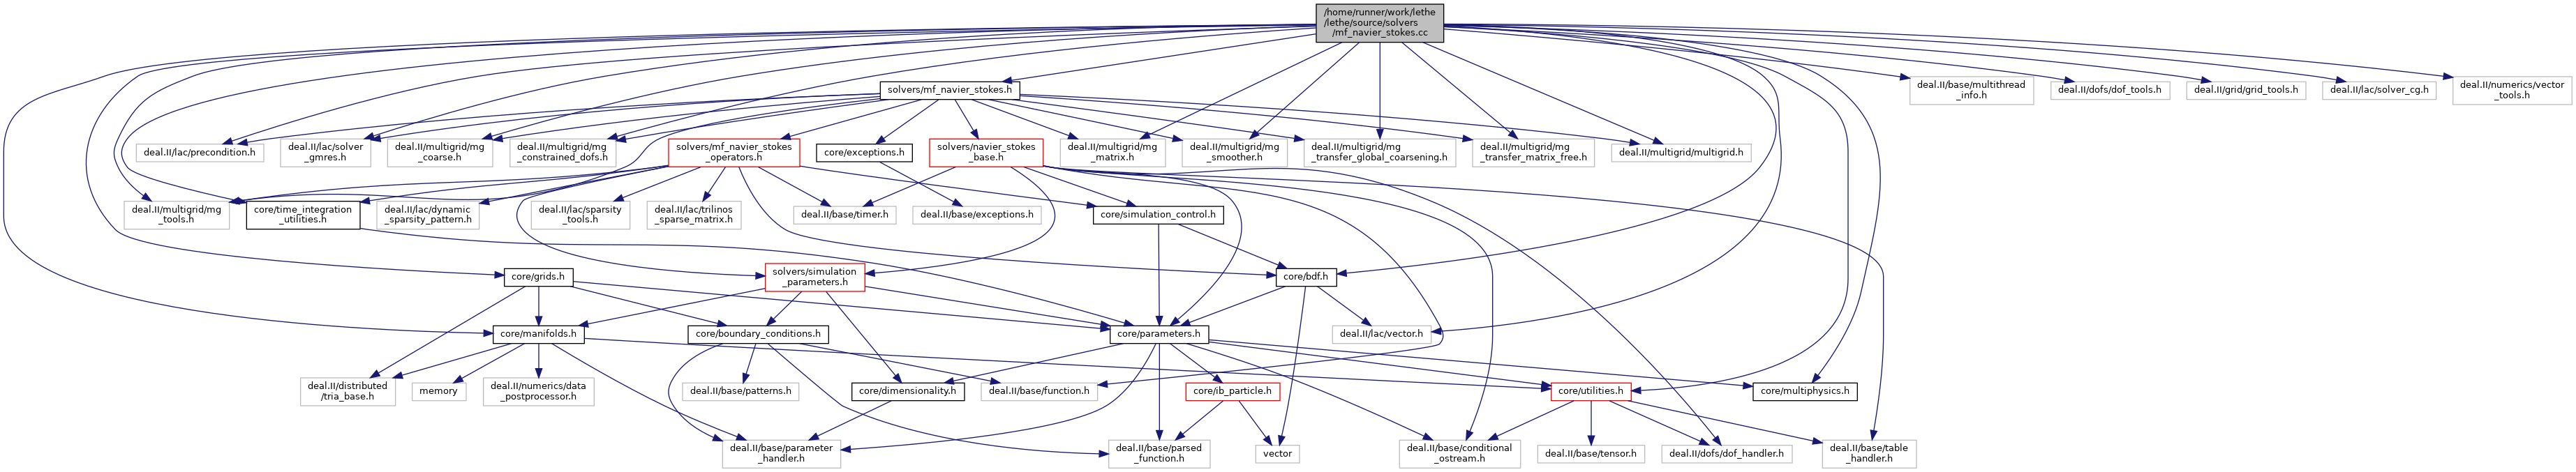 /home/runner/work/lethe
/lethe/source/solvers
/mf_navier_stokes.cc
solvers/mf_navier_stokes.h
deal.II/base/multithread
_info.h
deal.II/dofs/dof_tools.h
deal.II/grid/grid_tools.h
deal.II/lac/solver_cg.h
deal.II/numerics/vector
_tools.h
deal.II/lac/precondition.h
deal.II/lac/solver
_gmres.h
deal.II/multigrid/mg
_coarse.h
deal.II/multigrid/mg
_constrained_dofs.h
solvers/mf_navier_stokes
_operators.h
core/exceptions.h
solvers/navier_stokes
_base.h
deal.II/multigrid/mg
_matrix.h
deal.II/multigrid/mg
_smoother.h
deal.II/multigrid/mg
_transfer_global_coarsening.h
deal.II/multigrid/mg
_transfer_matrix_free.h
deal.II/multigrid/multigrid.h
deal.II/multigrid/mg
_tools.h
core/time_integration
_utilities.h
deal.II/lac/dynamic
_sparsity_pattern.h
deal.II/lac/sparsity
_tools.h
deal.II/lac/trilinos
_sparse_matrix.h
deal.II/base/timer.h
deal.II/base/exceptions.h
core/simulation_control.h
core/grids.h
solvers/simulation
_parameters.h
core/bdf.h
core/manifolds.h
core/boundary_conditions.h
core/parameters.h
deal.II/lac/vector.h
deal.II/distributed
/tria_base.h
memory
deal.II/numerics/data
_postprocessor.h
deal.II/base/patterns.h
core/dimensionality.h
deal.II/base/function.h
core/ib_particle.h
core/utilities.h
core/multiphysics.h
deal.II/base/parameter
_handler.h
deal.II/base/parsed
_function.h
vector
deal.II/base/conditional
_ostream.h
deal.II/base/tensor.h
deal.II/dofs/dof_handler.h
deal.II/base/table
_handler.h